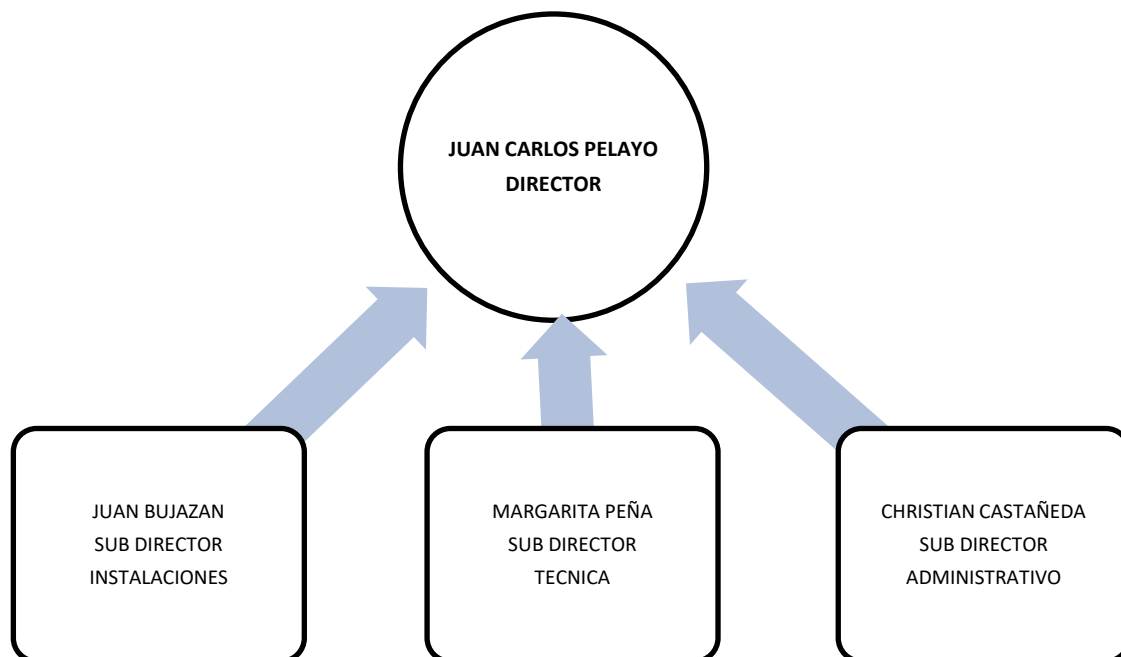 JUAN CARLOS PELAYO
DIRECTOR
JUAN BUJAZAN
SUB DIRECTOR
INSTALACIONES
MARGARITA PEÑA
SUB DIRECTOR
TECNICA
CHRISTIAN CASTAÑEDA
SUB DIRECTOR
ADMINISTRATIVO